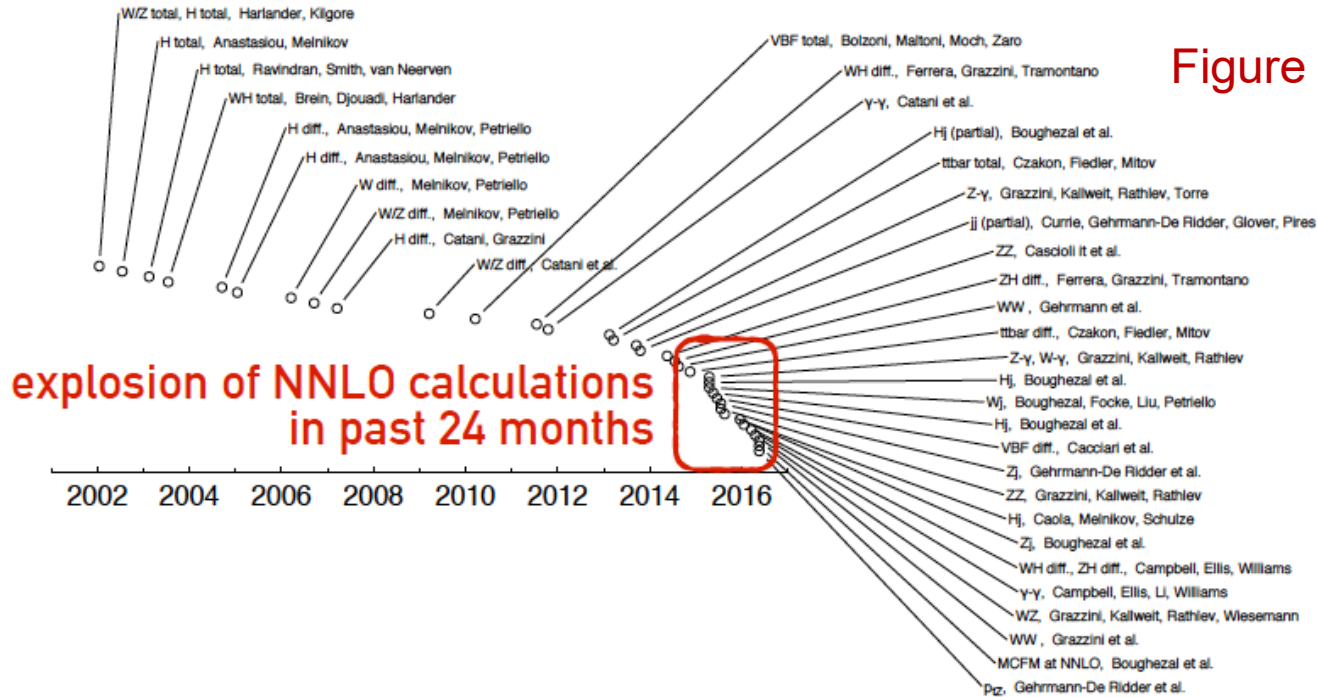 W/Z total, H total, Harlander, Kilgore
H total, Anastasiou, Melnikov
H total, Ravindran, Smith, van Neerven
WH total, Brein, Djouadi, Harlander
H diff., Anastasiou, Melnikov, Petriello
H diff., Anastasiou, Melnikov, Petriello
W diff., Melnikov, Petriello
W/Z diff., Melnikov, Petriello
H diff., Catani, Grazzini
W/Z diff., Catani et al.
VBF total, Bolzoni, Maltoni, Moch, Zaro
WH diff., Ferrera, Grazzini, Tramontano
γ-γ, Catani et al.
Hj (partial), Boughezal et al.
ttbar total, Czakon, Fiedler, Mitov
Z-γ, Grazzini, Kallweit, Rathlev, Torre
jj (partial), Currie, Gehrmann-De Ridder, Glover, Pires
ZZ, Cascioli it et al.
ZH diff., Ferrera, Grazzini, Tramontano
WW, Gehrmann et al.
ttbar diff., Czakon, Fiedler, Mitov
Z-γ, W-γ, Grazzini, Kallweit, Rathlev
Hj, Boughezal et al.
Wj, Boughezal, Focke, Liu, Petriello
Hj, Boughezal et al.
VBF diff., Cacciari et al.
Zj, Gehrmann-De Ridder et al.
ZZ, Grazzini, Kallweit, Rathlev
Hj, Caola, Melnikov, Schulze
Zj, Boughezal et al.
WH diff., ZH diff., Campbell, Ellis, Williams
γ-γ, Campbell, Ellis, Li, Williams
WZ, Grazzini, Kallweit, Rathlev, Wiesemann
WW, Grazzini et al.
MCFM at NNLO, Boughezal et al.
ptZ, Gehrmann-De Ridder et al.
Figure
explosion of NNLO calculations
in past 24 months
2002 2004 2006 2008 2010 2012 2014 2016